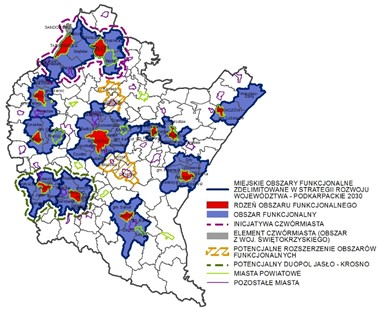 SANDO
MIEJSKIE OBSZARY FUNKCJONALNE
ZDELIMITOWANE W STRATEGII ROZWOJU
WOJEWÓDZTWA - PODKARPACKIE 2030
RDZEŃ OBSZARU FUNKCJONALNEGO
OBSZAR FUNKCJONALNY
INICJATYWA CZWÓRMIASTA
ELEMENT CZWÓRMIASTA (OBSZAR
Z WOJ. ŚWIĘTOKRZYSKIEGO)
POTENCJALNE ROZSZERZENIE OBSZARÓW
FUNKCJONALNYCH
POTENCJALNY DUOPOL JASŁO - KROSNO
MIASTA POWIATOWE
POZOSTAŁE MIASTA